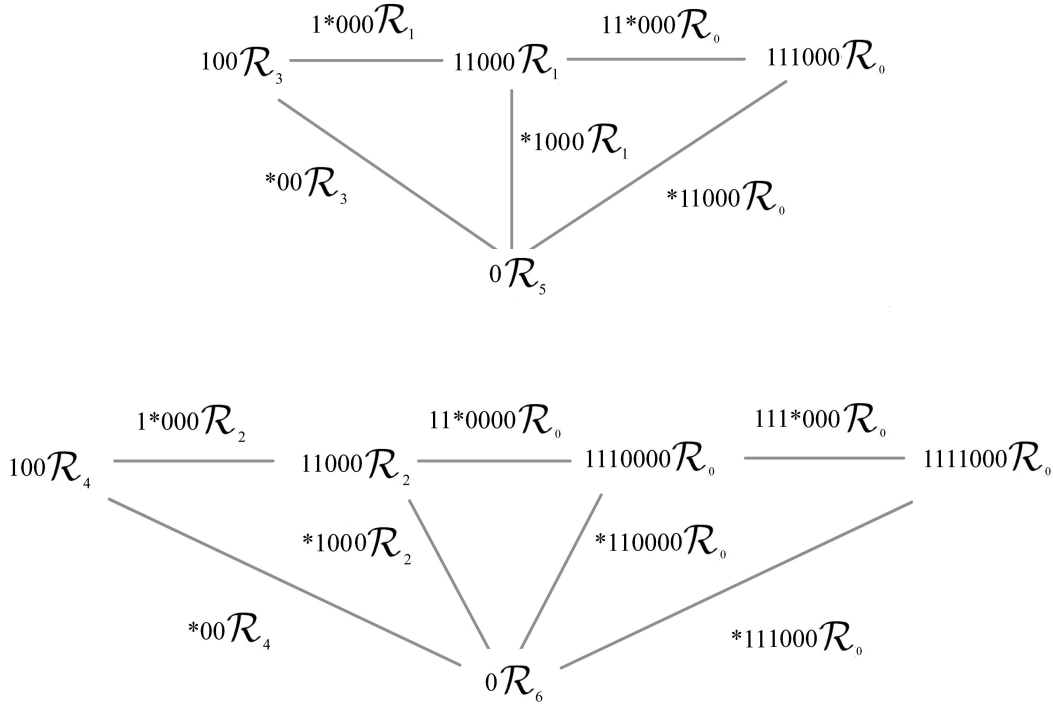 1*000ℛ₁ 11*000ℛ₀
100ℛ₃ 11000ℛ₁ 111000ℛ₀
*1000ℛ₁
*00ℛ₃ *11000ℛ₀
0ℛ₅
1*000ℛ₂ 11*0000ℛ₀ 111*000ℛ₀
100ℛ₄ 11000ℛ₂ 1110000ℛ₀ 1111000ℛ₀
*1000ℛ₂ *110000ℛ₀
*00ℛ₄ *111000ℛ₀
0ℛ₆